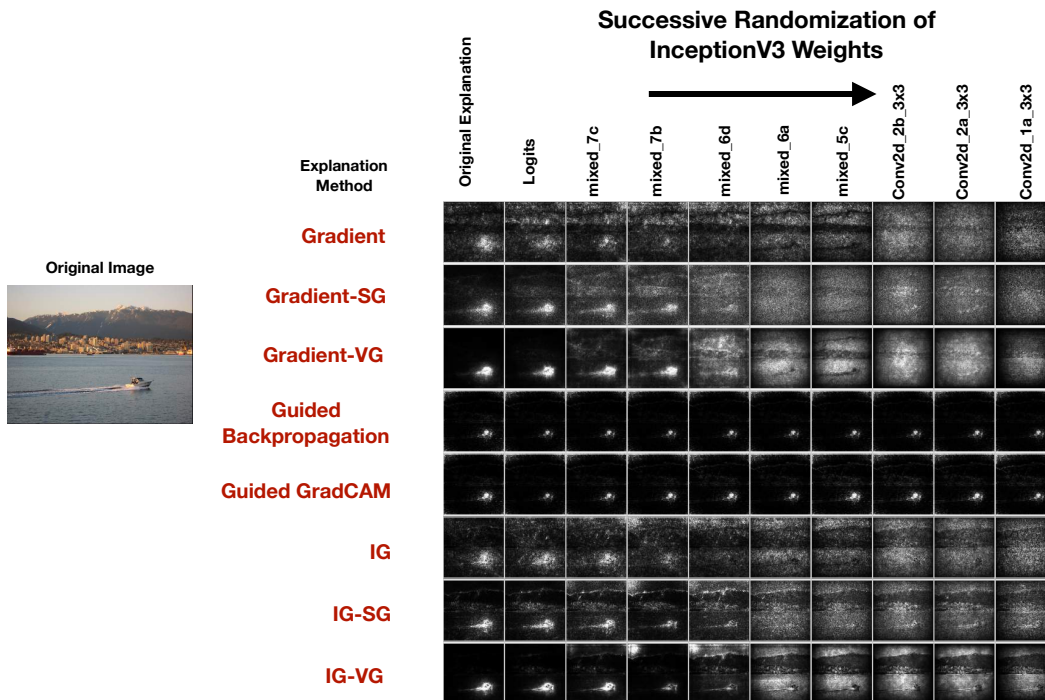 Successive Randomization of
InceptionV3 Weights
Explanation
Method
Original Explanation
Logits
mixed_7c
mixed_7b
mixed_6d
mixed_6a
mixed_5c
Conv2d_2b_3x3
Conv2d_2a_3x3
Conv2d_1a_3x3
Original Image
Gradient
Gradient-SG
Gradient-VG
Guided
Backpropagation
Guided GradCAM
IG
IG-SG
IG-VG